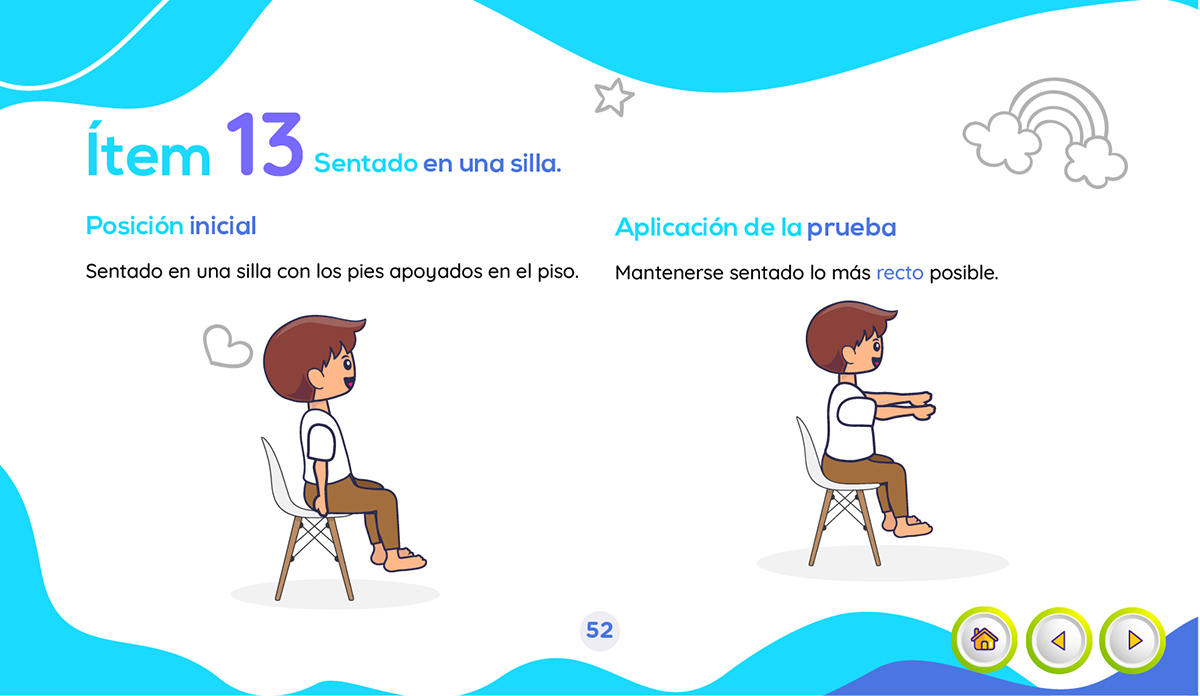 Ítem 13 Sentado en una silla.
Posición inicial
Sentado en una silla con los pies apoyados en el piso.
Aplicación de la prueba
Mantenerse sentado lo más recto posible.
52